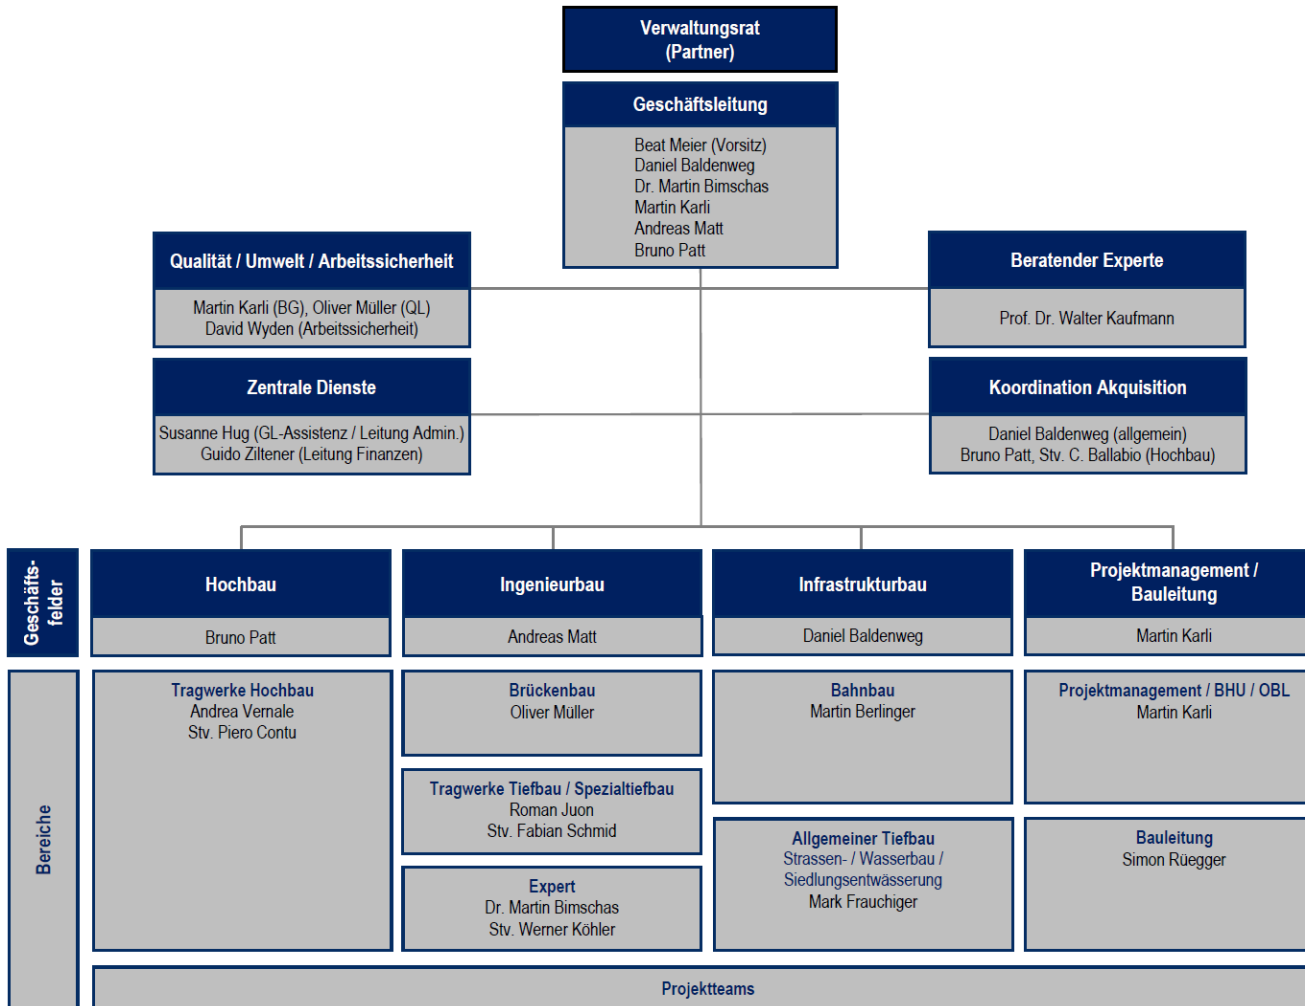 Verwaltungsrat
(Partner)
Geschäftsleitung
Beat Meier (Vorsitz)
Daniel Baldenweg
Dr. Martin Bimschas
Martin Karli
Andreas Matt
Bruno Patt
Qualität / Umwelt / Arbeitssicherheit
Martin Karli (BG), Oliver Müller (QL)
David Wyden (Arbeitssicherheit)
Beratender Experte
Prof. Dr. Walter Kaufmann
Zentrale Dienste
Susanne Hug (GL-Assistenz / Leitung Admin.)
Guido Ziltener (Leitung Finanzen)
Koordination Akquisition
Daniel Baldenweg (allgemein)
Bruno Patt, Stv. C. Ballabio (Hochbau)
Geschäfts-
felder
Hochbau
Bruno Patt
Ingenieurbau
Andreas Matt
Infrastrukturbau
Daniel Baldenweg
Projektmanagement /
Bauleitung
Martin Karli
Bereiche
Tragwerke Hochbau
Andrea Vernale
Stv. Piero Contu
Brückenbau
Oliver Müller
Tragwerke Tiefbau / Spezialtiefbau
Roman Juon
Stv. Fabian Schmid
Expert
Dr. Martin Bimschas
Stv. Werner Köhler
Bahnbau
Martin Berlinger
Allgemeiner Tiefbau
Strassen- / Wasserbau /
Siedlungsentwässerung
Mark Frauchiger
Projektmanagement / BHU / OBL
Martin Karli
Bauleitung
Simon Rüegger
Projektteams